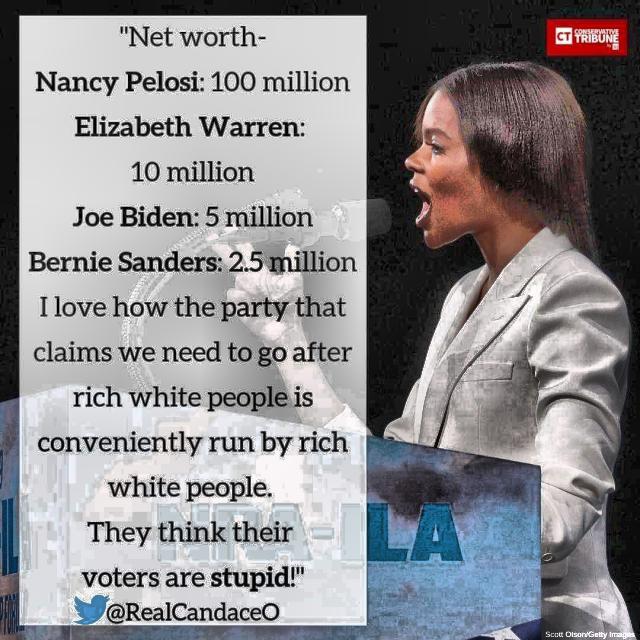 "Net worth-
Nancy Pelosi: 100 million
Elizabeth Warren:
10 million
Joe Biden: 5 million
Bernie Sanders: 2.5 million
I love how the party that
claims we need to go after
rich white people is
conveniently run by rich
white people.
They think their
voters are stupid!"
@RealCandaceO
CT CONSERVATIVE
TRIBUNE
NRA-ILA
Scott Olson/Getty Images